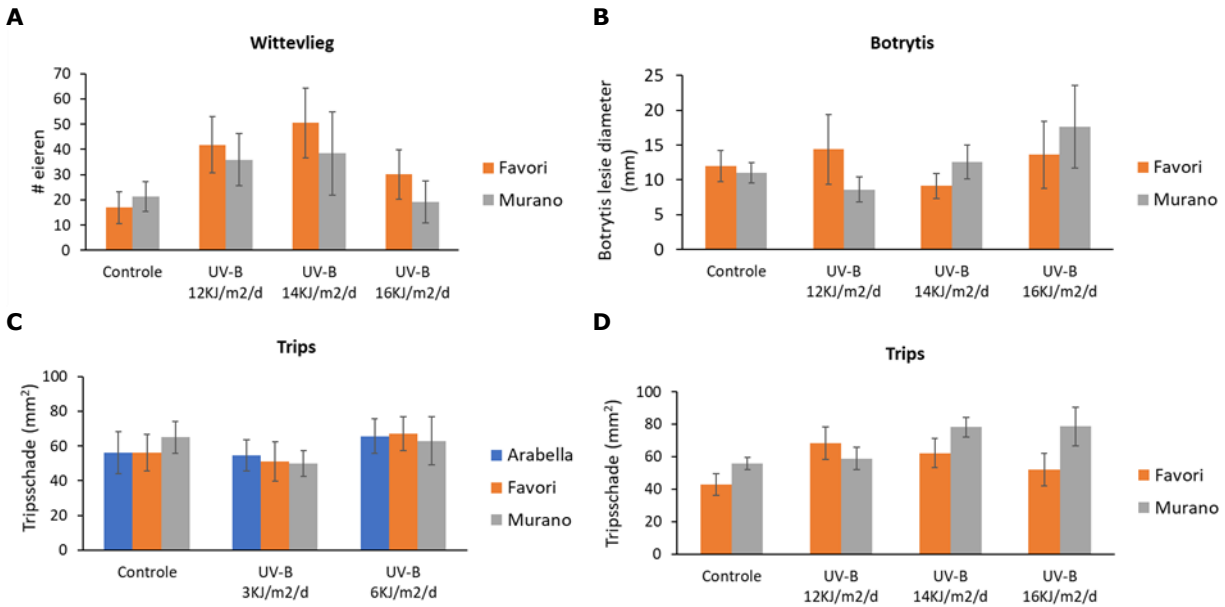 A
Wittevlieg
# eieren
70
60
50
40
30
20
10
0
Controle
UV-B
12KJ/m2/d
UV-B
14KJ/m2/d
UV-B
16KJ/m2/d
Favori
Murano
B
Botrytis
Botrytis lesie diameter
(mm)
25
20
15
10
5
0
Controle
UV-B
12KJ/m2/d
UV-B
14KJ/m2/d
UV-B
16KJ/m2/d
Favori
Murano
C
Trips
Tripsschade (mm²)
100
80
60
40
20
0
Controle
UV-B
3KJ/m2/d
UV-B
6KJ/m2/d
Arabella
Favori
Murano
D
Trips
Tripsschade (mm²)
100
80
60
40
20
0
Controle
UV-B
12KJ/m2/d
UV-B
14KJ/m2/d
UV-B
16KJ/m2/d
Favori
Murano